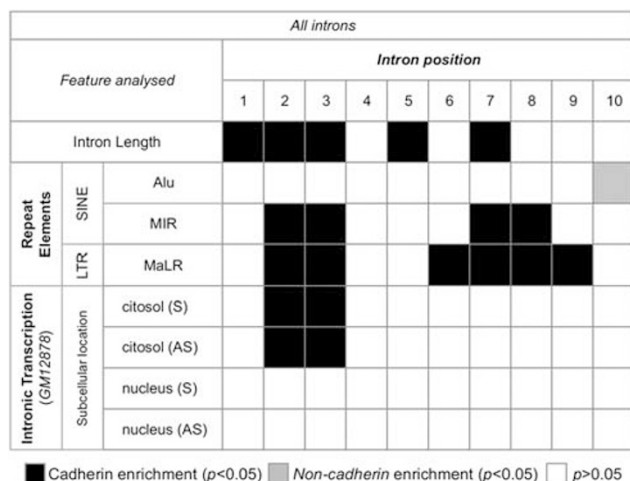 All introns
Feature analysed
Intron position
1 2 3 4 5 6 7 8 9 10
Intron Length
Repeat Elements
SINE
Alu
MIR
LTR
MaLR
Intronic Transcription
(GM12878)
Subcellular location
citosol (S)
citosol (AS)
nucleus (S)
nucleus (AS)
Cadherin enrichment (p<0.05) Non-cadherin enrichment (p<0.05) p>0.05